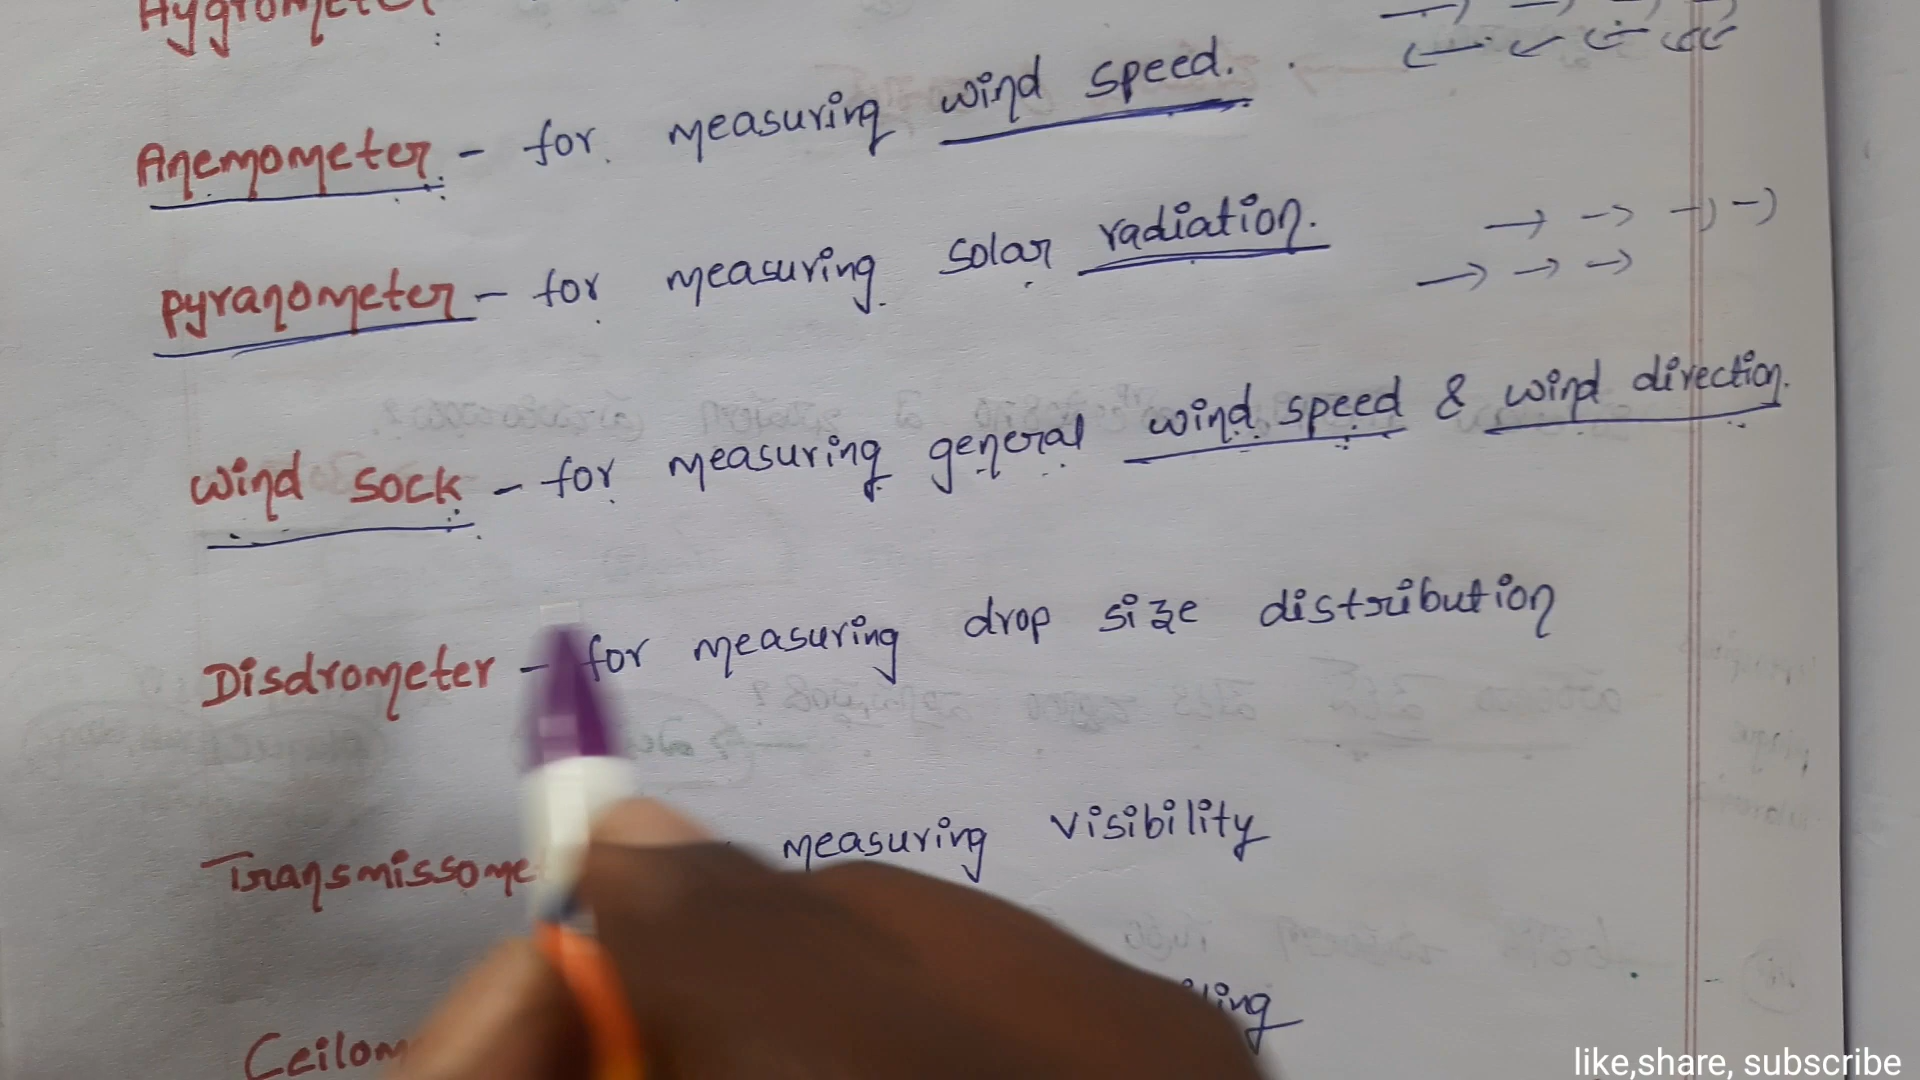 Hygrometer
Anemometer - for measuring wind speed.
pyranometer - for measuring solar radiation.
Wind sock - for measuring general wind speed & wind direction.
Disdrometer - for measuring drop size distribution
measuring visibility
like,share, subscribe